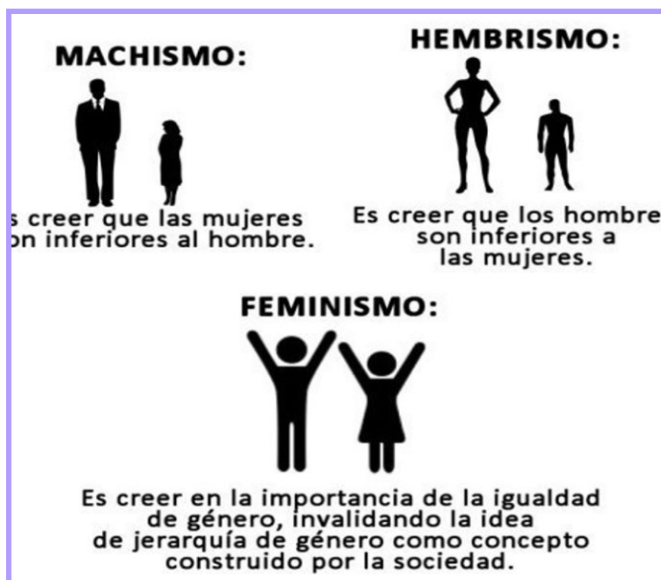 MACHISMO:
s creer que las mujeres
on inferiores al hombre.
HEMBRISMO:
Es creer que los hombre
son inferiores a
las mujeres.
FEMINISMO:
Es creer en la importancia de la igualdad
de género, invalidando la idea
de jerarquía de género como concepto
construido por la sociedad.